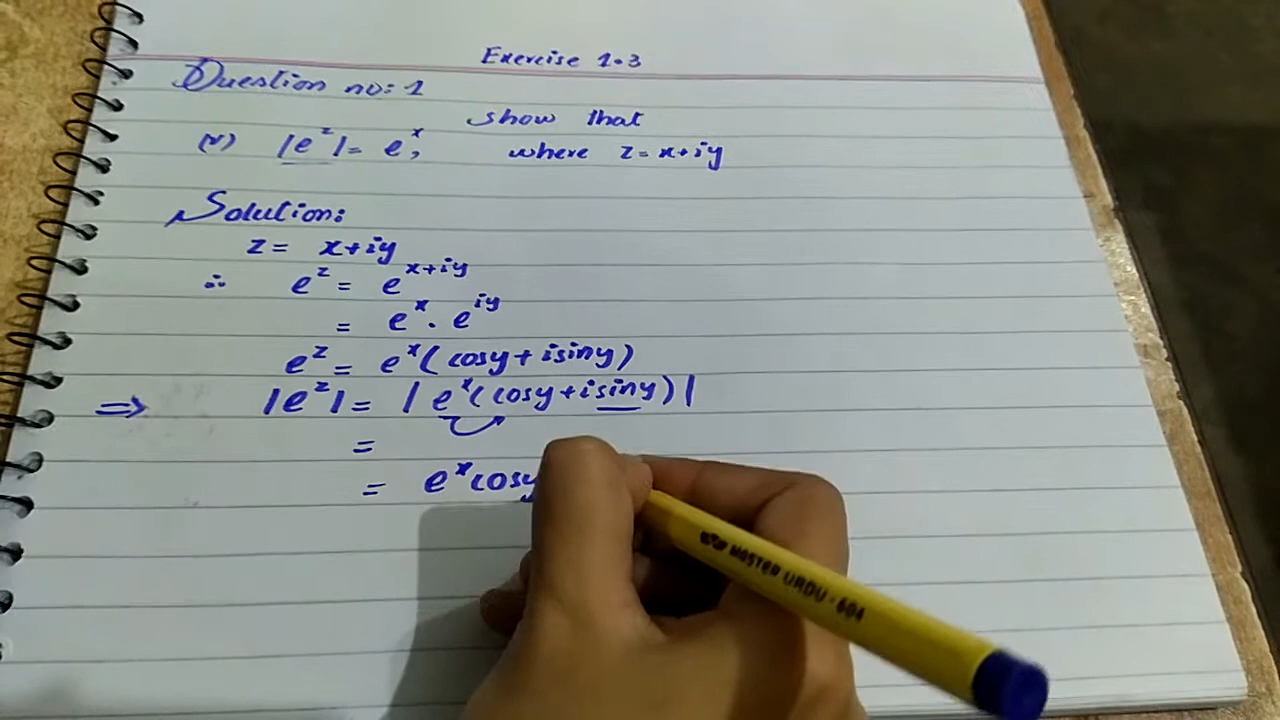 Exercise 1.3
Question no: 1
show that
(v) |e^z| = e^x; where z = x+iy
Solution:
z = x+iy
∴ e^z = e^{x+iy}
= e^x . e^{iy}
e^z = e^x(cosy + isiny)
⇒ |e^z| = |e^x(cosy+isiny)|
=
= e^x cosy
MASTER URDU - 604